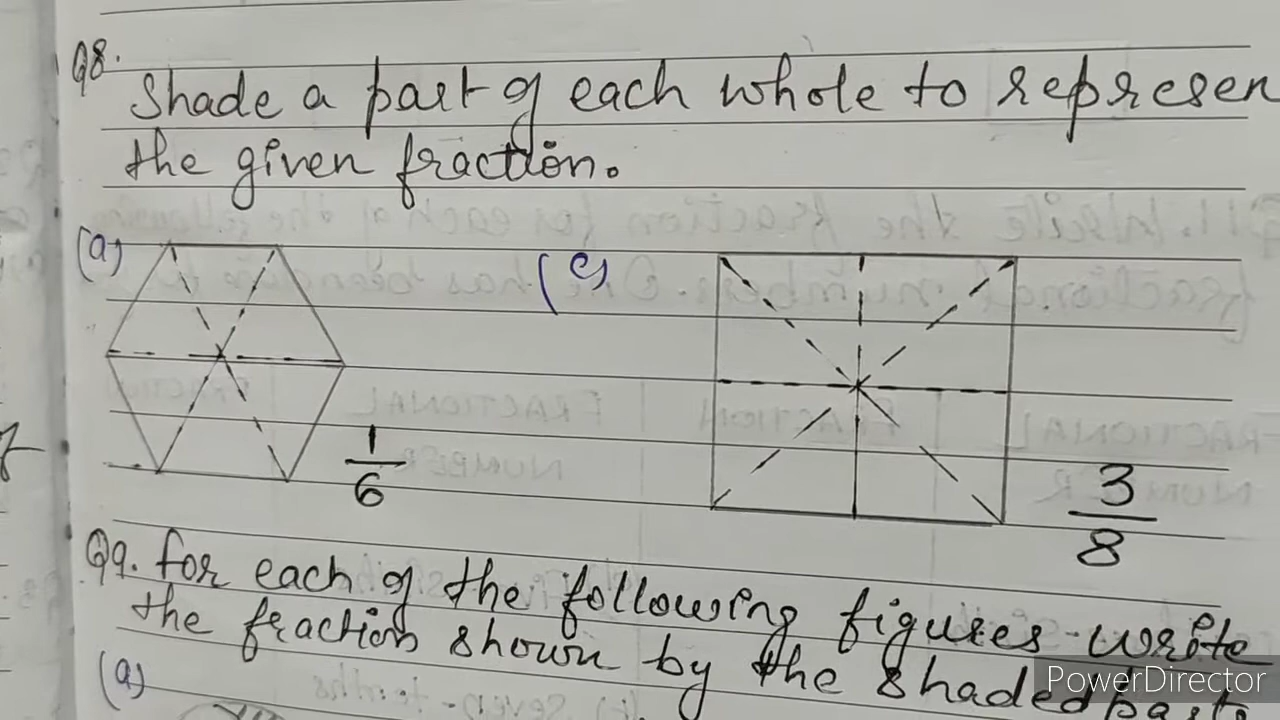 Q8.
Shade a part of each whole to represen
the given fraction.
(a)
1/6
(c)
3/8
Q9. for each of the following figures write
the fraction shown by the shaded part
(a)
PowerDirector